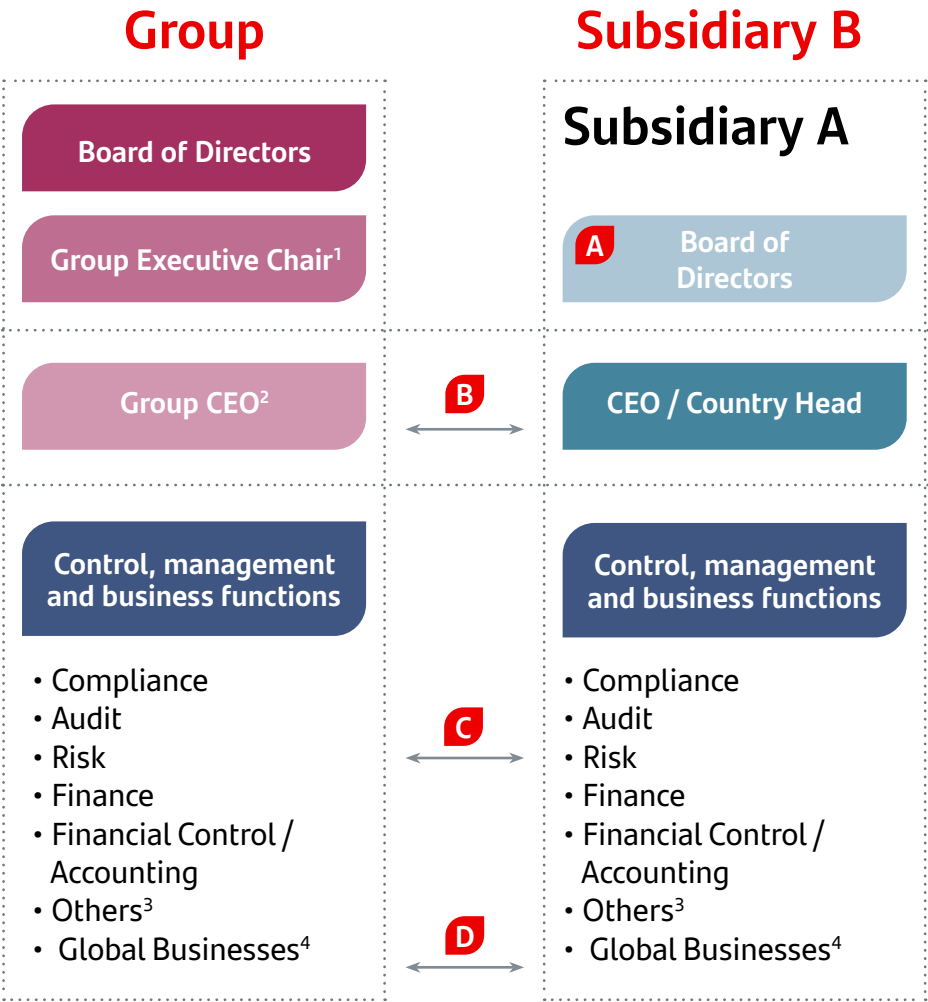 Group
Board of Directors
Group Executive Chair¹
Group CEO²
Control, management
and business functions
• Compliance
• Audit
• Risk
• Finance
• Financial Control /
Accounting
• Others³
• Global Businesses⁴
B
C
D
Subsidiary B
Subsidiary A
A
Board of
Directors
CEO / Country Head
Control, management
and business functions
• Compliance
• Audit
• Risk
• Finance
• Financial Control /
Accounting
• Others³
• Global Businesses⁴